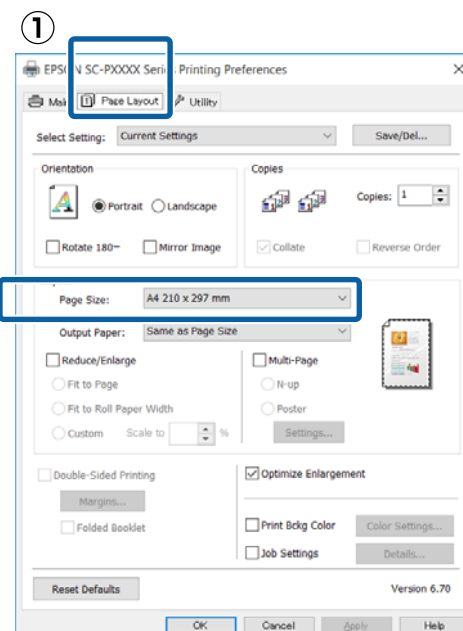 1
EPSON SC-PXXXX Series Printing Preferences
Main Page Layout Utility
Select Setting: Current Settings Save/Del...
Orientation Copies
Portrait Landscape Copies: 1
Rotate 180° Mirror Image Collate Reverse Order
Page Size: A4 210 x 297 mm
Output Paper: Same as Page Size
Reduce/Enlarge Multi-Page
Fit to Page N-up
Fit to Roll Paper Width Poster
Custom Scale to % Settings...
Double-Sided Printing Optimize Enlargement
Margins...
Folded Booklet Print Bckg Color Color Settings...
Job Settings Details...
Reset Defaults Version 6.70
OK Cancel Apply Help